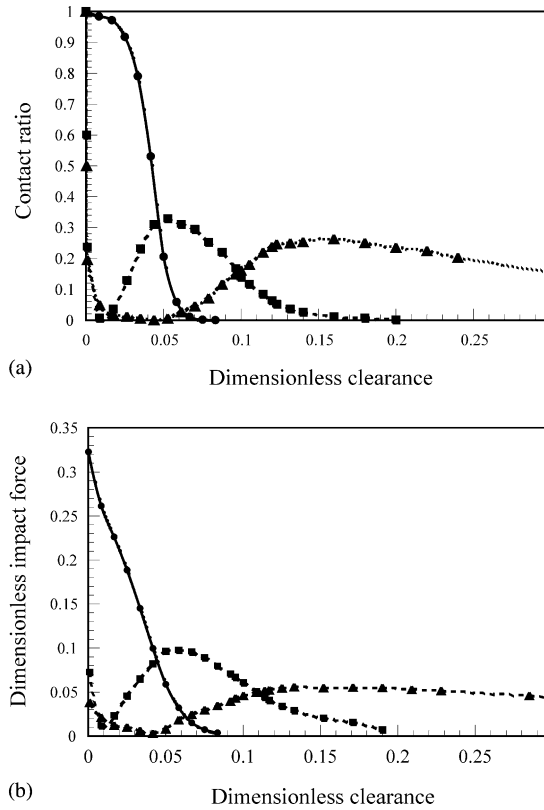 1
0.9
0.8
0.7
0.6
0.5
0.4
0.3
0.2
0.1
0
Contact ratio
0 0.05 0.1 0.15 0.2 0.25
(a)
Dimensionless clearance
0.35
0.3
0.25
0.2
0.15
0.1
0.05
0
Dimensionless impact force
0 0.05 0.1 0.15 0.2 0.25
(b)
Dimensionless clearance